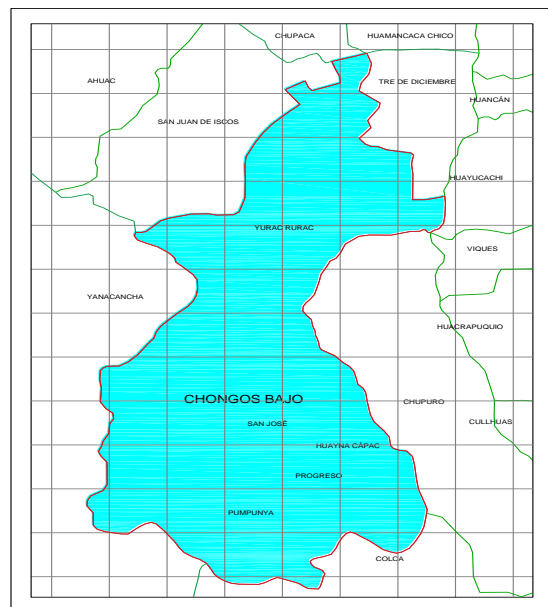 CHUPACA
HUAMANCACA CHICO
AHUAC
TRE DE DICIEMBRE
HUANCÁN
SAN JUAN DE ISCOS
HUAYUCACHI
YURAC RURAC
VIQUES
YANACANCHA
HUACRAPUQUIO
CHONGOS BAJO
CHUPURO
SAN JOSÉ
CULLHUAS
HUAYNA CÁPAC
PROGRESO
PUMPUNYA
COLCA